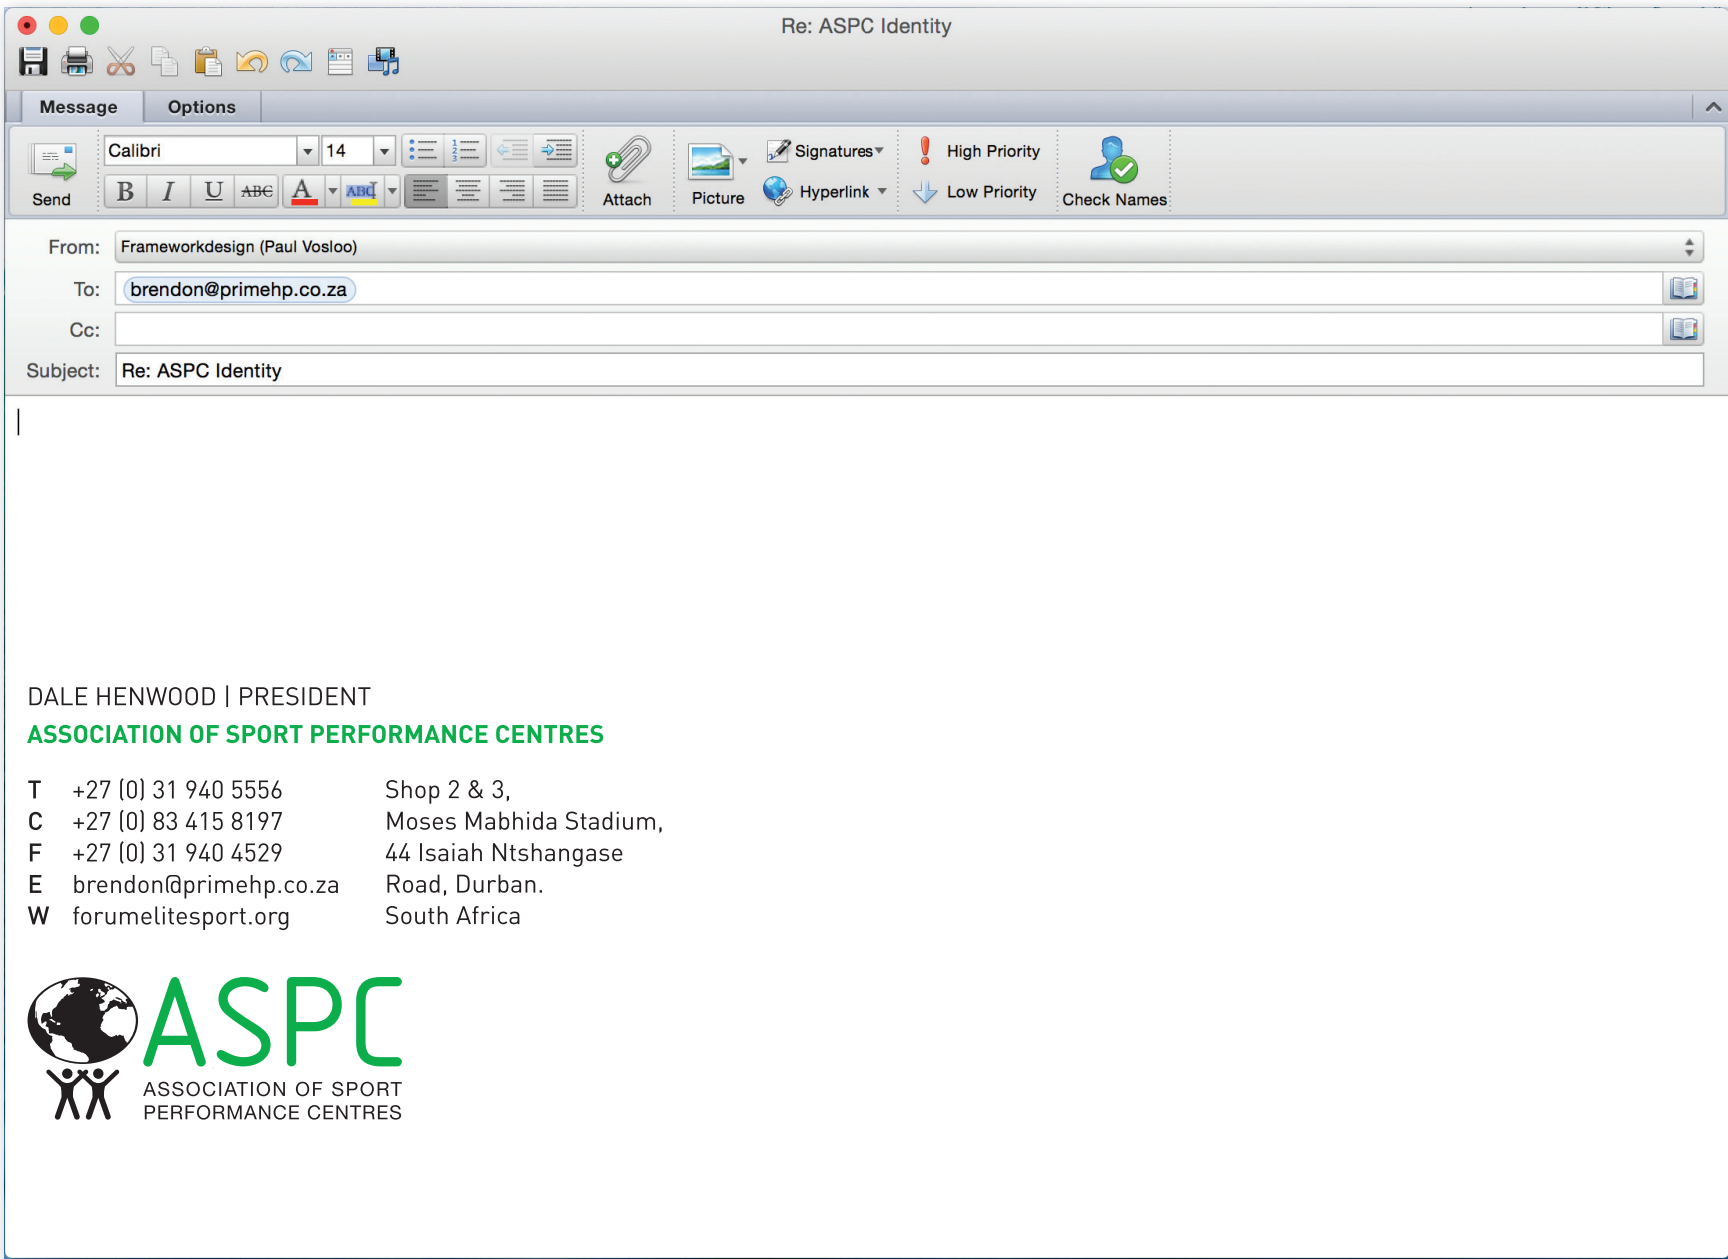 Re: ASPC Identity
Message Options
Calibri 14
Send
B I U ABC A ABC
Attach
Picture
Signatures
Hyperlink
High Priority
Low Priority
Check Names
From: Frameworkdesign (Paul Vosloo)
To: brendon@primehp.co.za
Cc:
Subject: Re: ASPC Identity
DALE HENWOOD | PRESIDENT
ASSOCIATION OF SPORT PERFORMANCE CENTRES
T +27 (0) 31 940 5556
C +27 (0) 83 415 8197
F +27 (0) 31 940 4529
E brendon@primehp.co.za
W forumelitesport.org
Shop 2 & 3,
Moses Mabhida Stadium,
44 Isaiah Ntshangase
Road, Durban.
South Africa
ASPC
ASSOCIATION OF SPORT
PERFORMANCE CENTRES